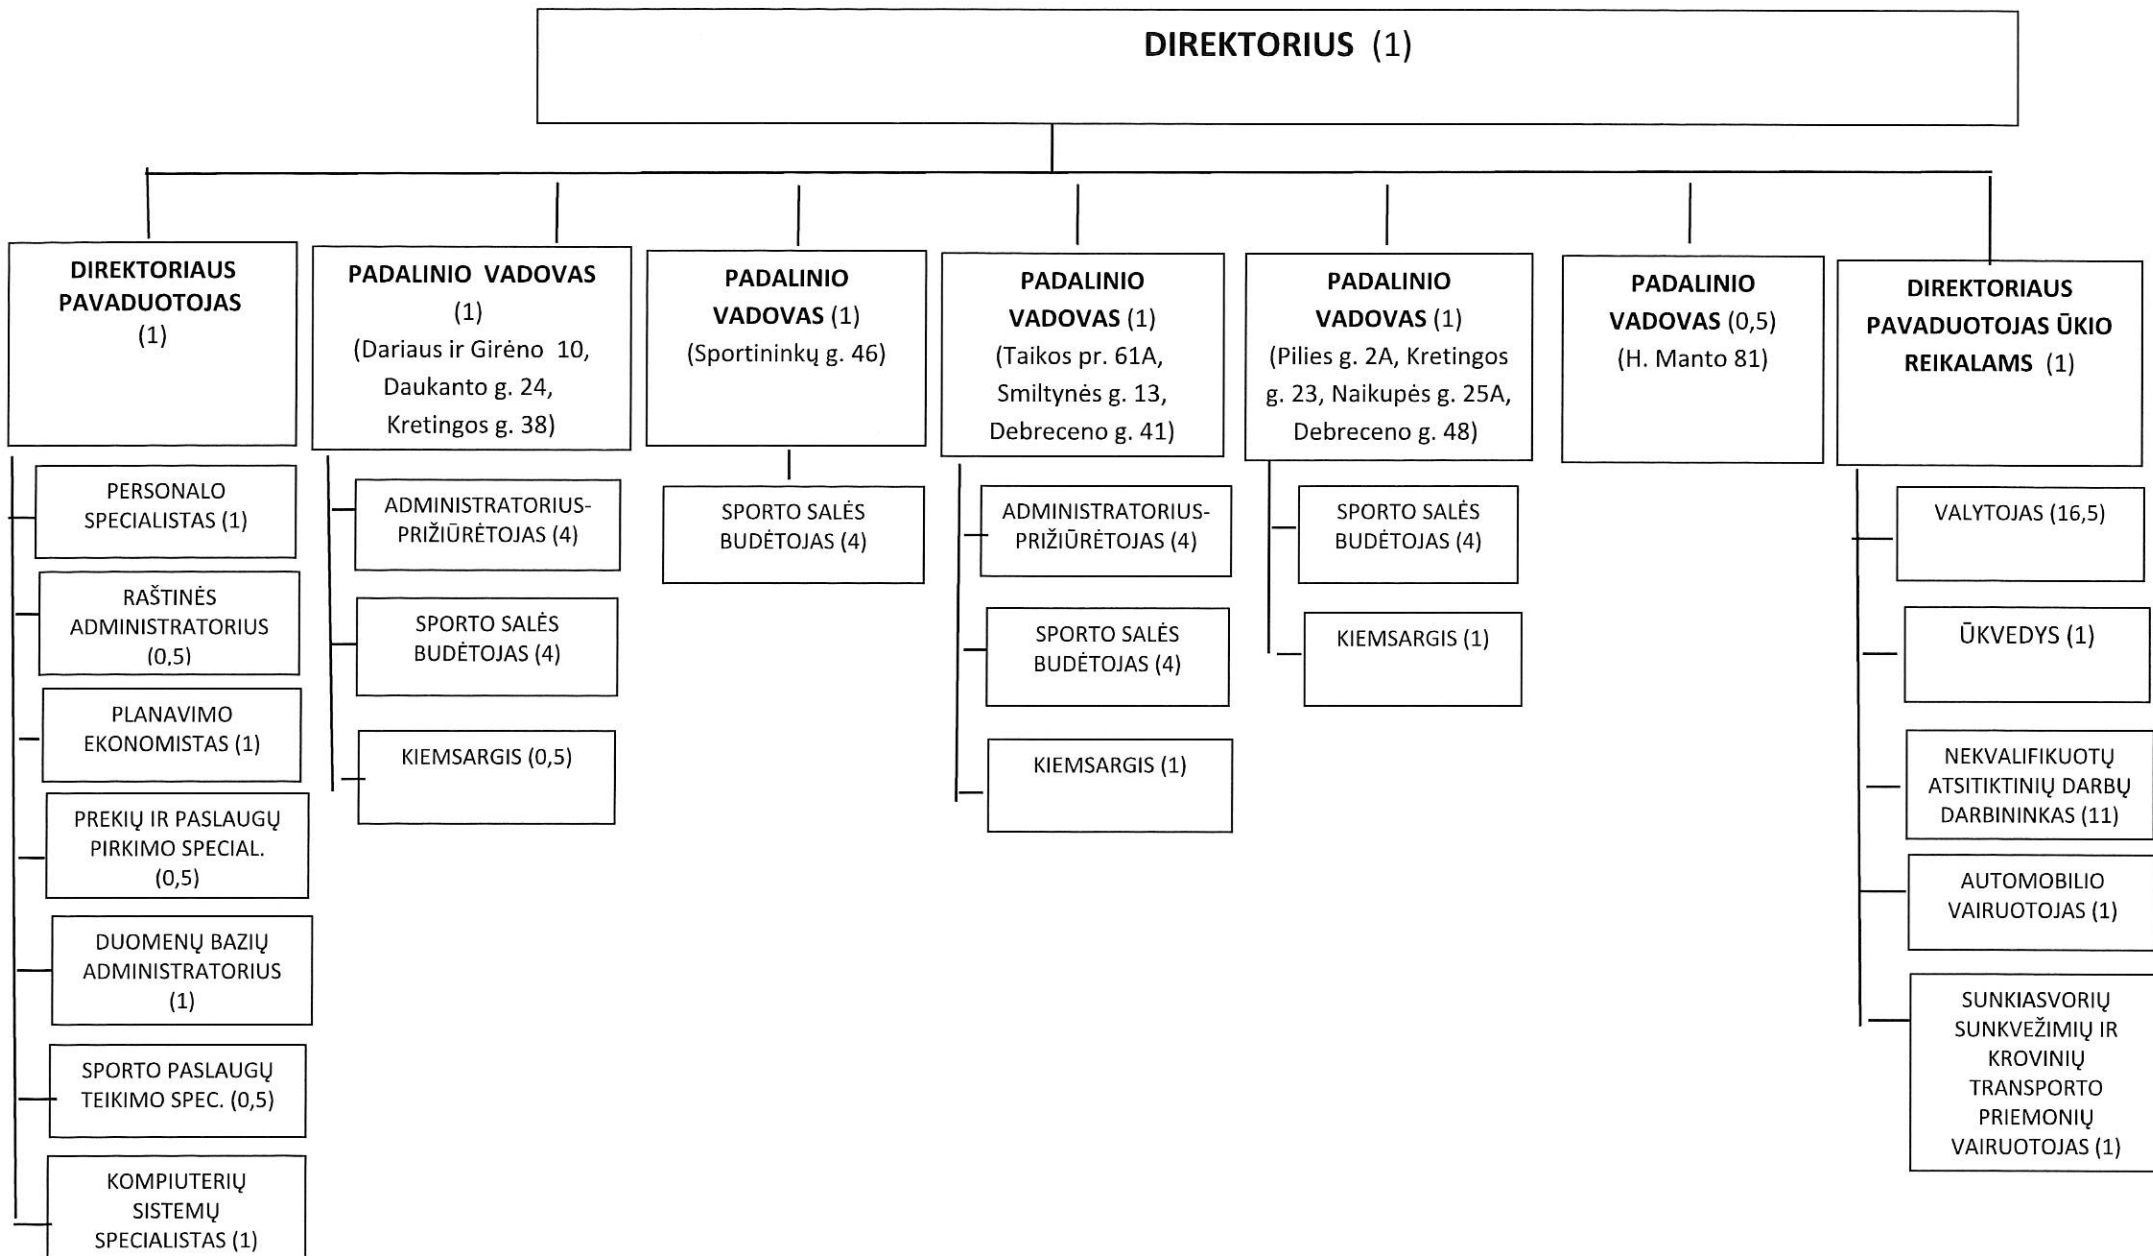 DIREKTORIUS (1)
DIREKTORIAUS
PAVADUOTOJAS
(1)
PERSONALO
SPECIALISTAS (1)
RAŠTINĖS
ADMINISTRATORIUS
(0,5)
PLANAVIMO
EKONOMISTAS (1)
PREKIŲ IR PASLAUGŲ
PIRKIMO SPECIAL.
(0,5)
DUOMENŲ BAZIŲ
ADMINISTRATORIUS
(1)
SPORTO PASLAUGŲ
TEIKIMO SPEC. (0,5)
KOMPIUTERIŲ
SISTEMŲ
SPECIALISTAS (1)
PADALINIO VADOVAS
(1)
(Dariaus ir Girėno 10,
Daukanto g. 24,
Kretingos g. 38)
ADMINISTRATORIUS-
PRIŽIŪRĖTOJAS (4)
SPORTO SALĖS
BUDĖTOJAS (4)
KIEMSARGIS (0,5)
PADALINIO
VADOVAS (1)
(Sportininkų g. 46)
SPORTO SALĖS
BUDĖTOJAS (4)
PADALINIO
VADOVAS (1)
(Taikos pr. 61A,
Smiltynės g. 13,
Debreceno g. 41)
ADMINISTRATORIUS-
PRIŽIŪRĖTOJAS (4)
SPORTO SALĖS
BUDĖTOJAS (4)
KIEMSARGIS (1)
PADALINIO
VADOVAS (1)
(Pilies g. 2A, Kretingos
g. 23, Naikupės g. 25A,
Debreceno g. 48)
SPORTO SALĖS
BUDĖTOJAS (4)
KIEMSARGIS (1)
PADALINIO
VADOVAS (0,5)
(H. Manto 81)
DIREKTORIAUS
PAVADUOTOJAS ŪKIO
REIKALAMS (1)
VALYTOJAS (16,5)
ŪKVEDYS (1)
NEKVALIFIKUOTŲ
ATSITIKTINIŲ DARBŲ
DARBININKAS (11)
AUTOMOBILIO
VAIRUOTOJAS (1)
SUNKIASVORIŲ
SUNKVEŽIMIŲ IR
KROVINIŲ
TRANSPORTO
PRIEMONIŲ
VAIRUOTOJAS (1)